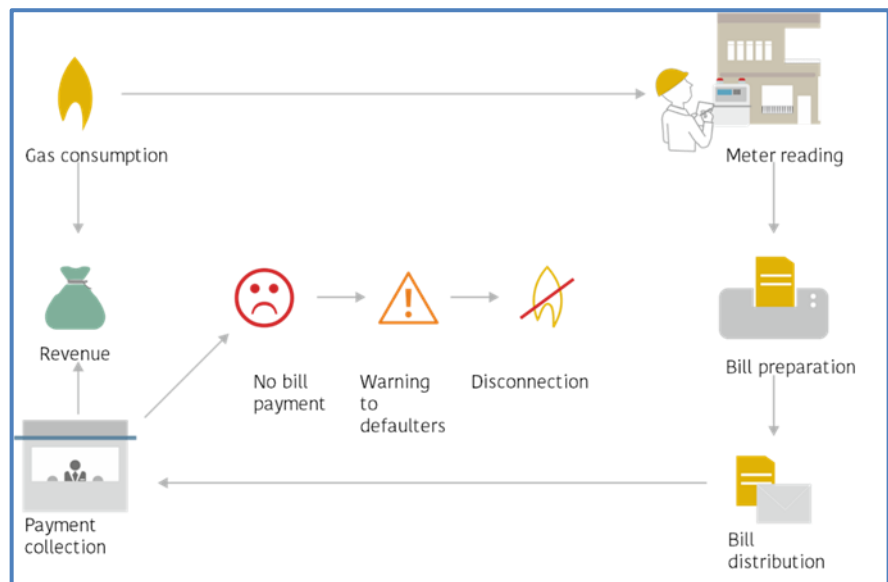 Gas consumption
Meter reading
Revenue
Bill preparation
No bill
payment
Warning
to
defaulters
Disconnection
Payment
collection
Bill
distribution